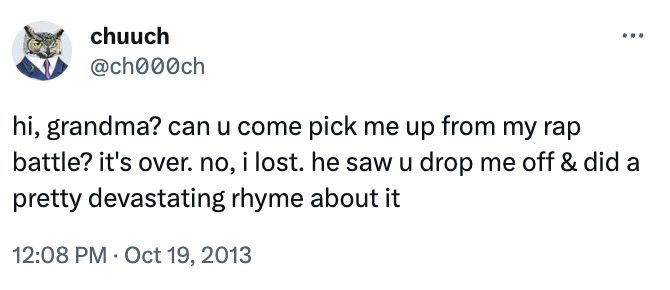 chuuch
@ch000ch
hi, grandma? can u come pick me up from my rap
battle? it's over. no, i lost. he saw u drop me off & did a
pretty devastating rhyme about it
12:08 PM · Oct 19, 2013